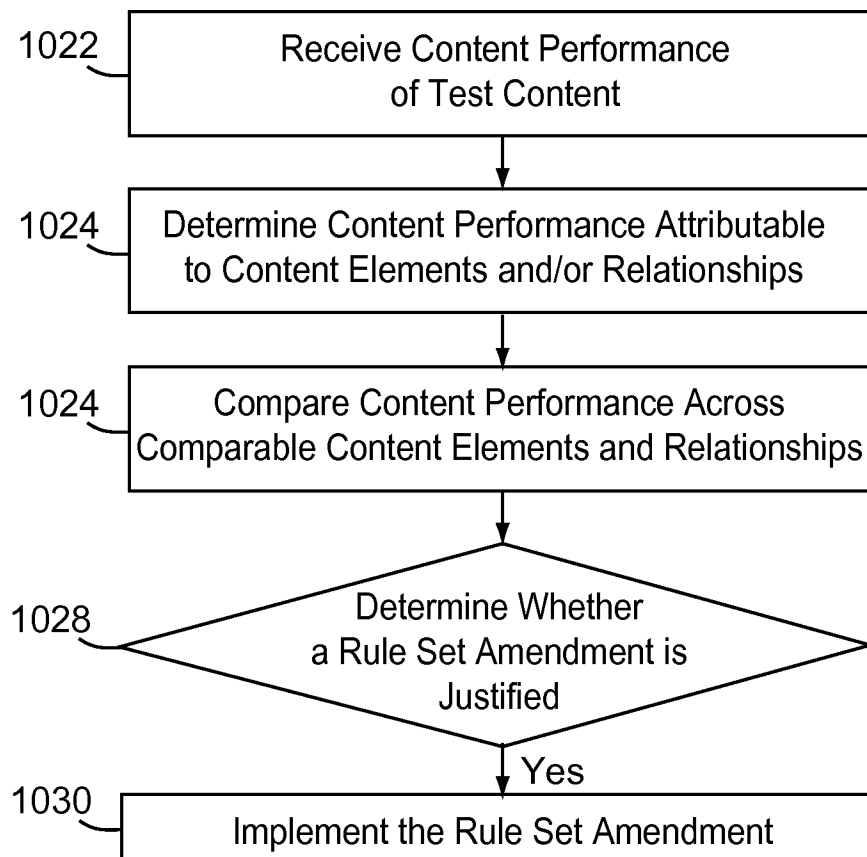 1022
Receive Content Performance
of Test Content
1024
Determine Content Performance Attributable
to Content Elements and/or Relationships
1024
Compare Content Performance Across
Comparable Content Elements and Relationships
1028
Determine Whether
a Rule Set Amendment is
Justified
Yes
1030
Implement the Rule Set Amendment